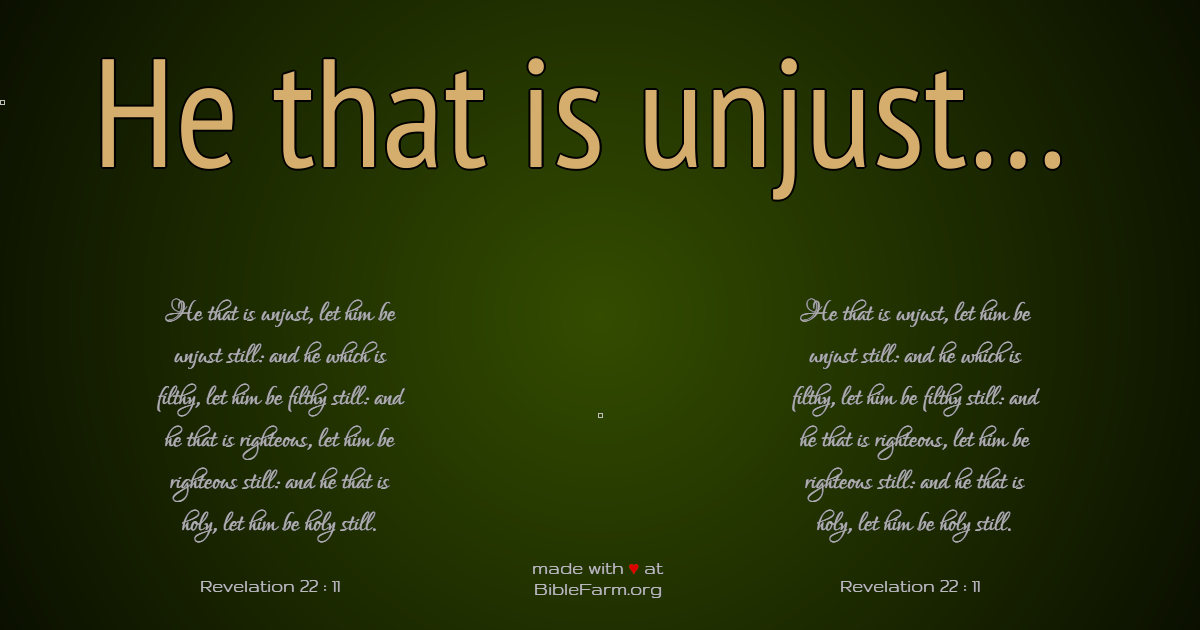 He that is unjust...
He that is unjust, let him be
unjust still: and he which is
filthy, let him be filthy still: and
he that is righteous, let him be
righteous still: and he that is
holy, let him be holy still.
Revelation 22 : 11
made with ♥ at
BibleFarm.org
He that is unjust, let him be
unjust still: and he which is
filthy, let him be filthy still: and
he that is righteous, let him be
righteous still: and he that is
holy, let him be holy still.
Revelation 22 : 11